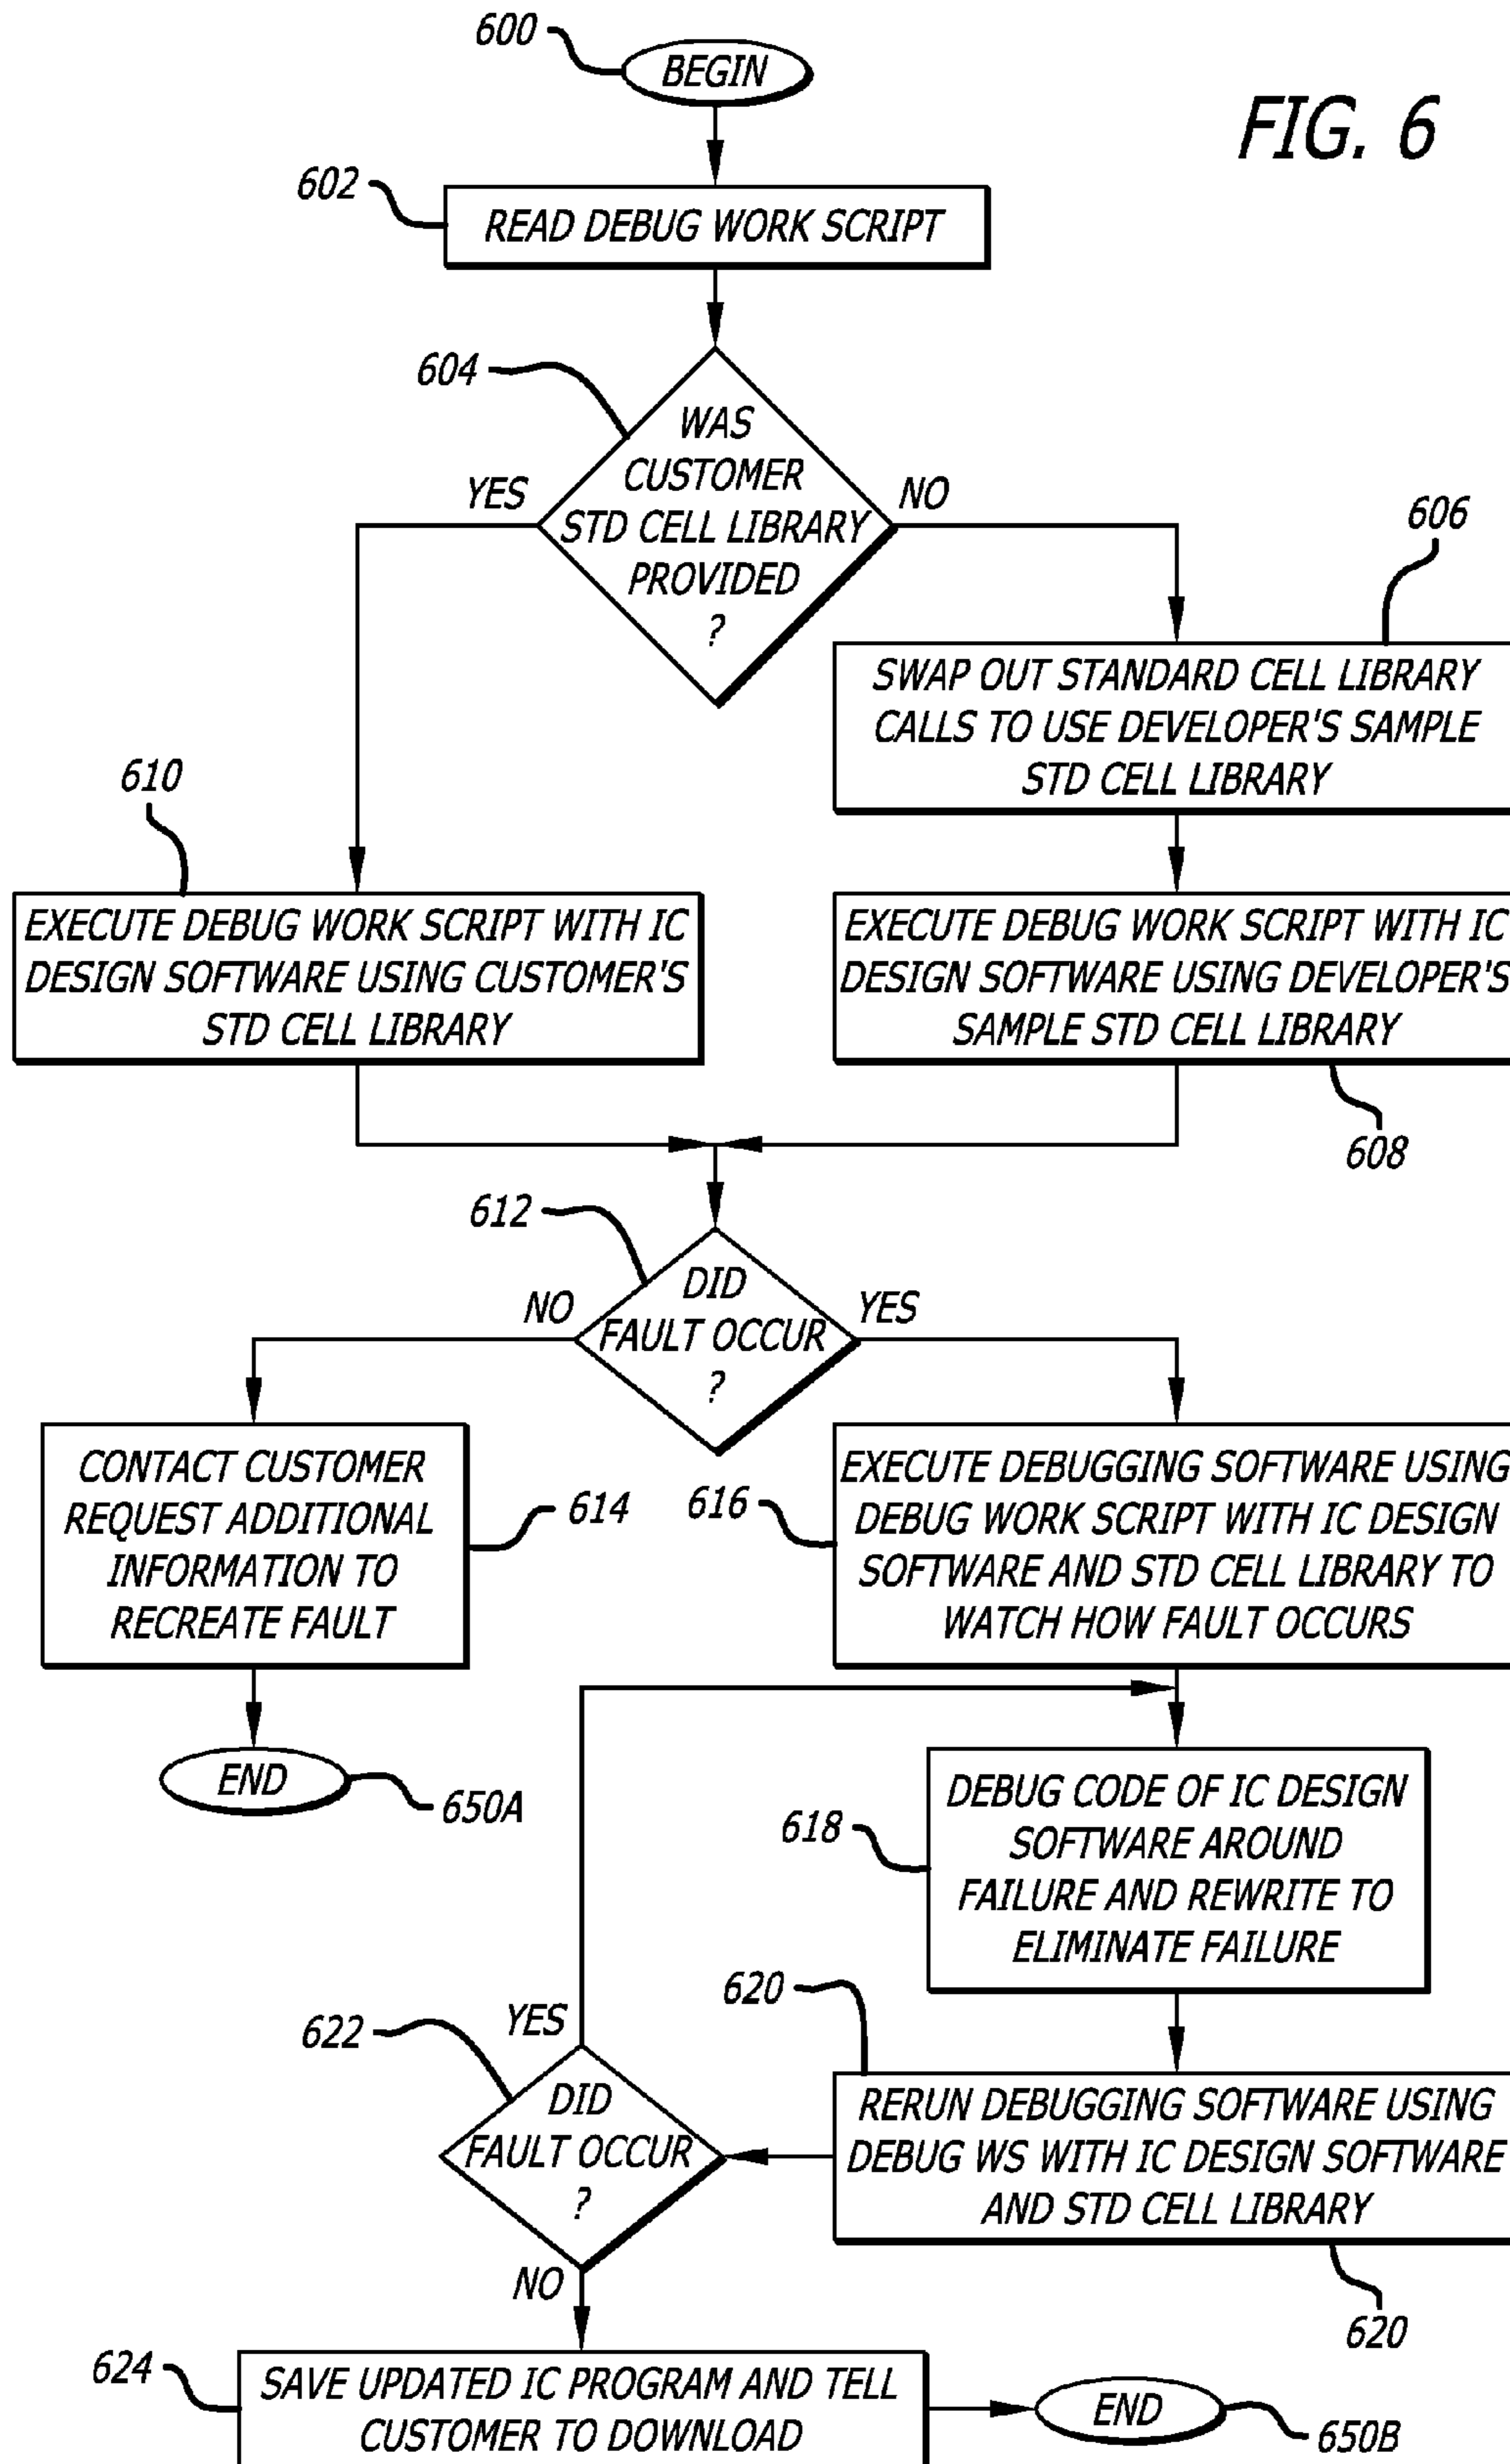 600
BEGIN
FIG. 6
602
READ DEBUG WORK SCRIPT
604
WAS
CUSTOMER
STD CELL LIBRARY
PROVIDED
?
YES
NO
606
SWAP OUT STANDARD CELL LIBRARY
CALLS TO USE DEVELOPER'S SAMPLE
STD CELL LIBRARY
610
EXECUTE DEBUG WORK SCRIPT WITH IC
DESIGN SOFTWARE USING CUSTOMER'S
STD CELL LIBRARY
EXECUTE DEBUG WORK SCRIPT WITH IC
DESIGN SOFTWARE USING DEVELOPER'S
SAMPLE STD CELL LIBRARY
608
612
DID
FAULT OCCUR
?
NO
YES
CONTACT CUSTOMER
REQUEST ADDITIONAL
INFORMATION TO
RECREATE FAULT
614
616
EXECUTE DEBUGGING SOFTWARE USING
DEBUG WORK SCRIPT WITH IC DESIGN
SOFTWARE AND STD CELL LIBRARY TO
WATCH HOW FAULT OCCURS
END
650A
618
DEBUG CODE OF IC DESIGN
SOFTWARE AROUND
FAILURE AND REWRITE TO
ELIMINATE FAILURE
620
RERUN DEBUGGING SOFTWARE USING
DEBUG WS WITH IC DESIGN SOFTWARE
AND STD CELL LIBRARY
620
622
YES
DID
FAULT OCCUR
?
NO
624
SAVE UPDATED IC PROGRAM AND TELL
CUSTOMER TO DOWNLOAD
END
650B